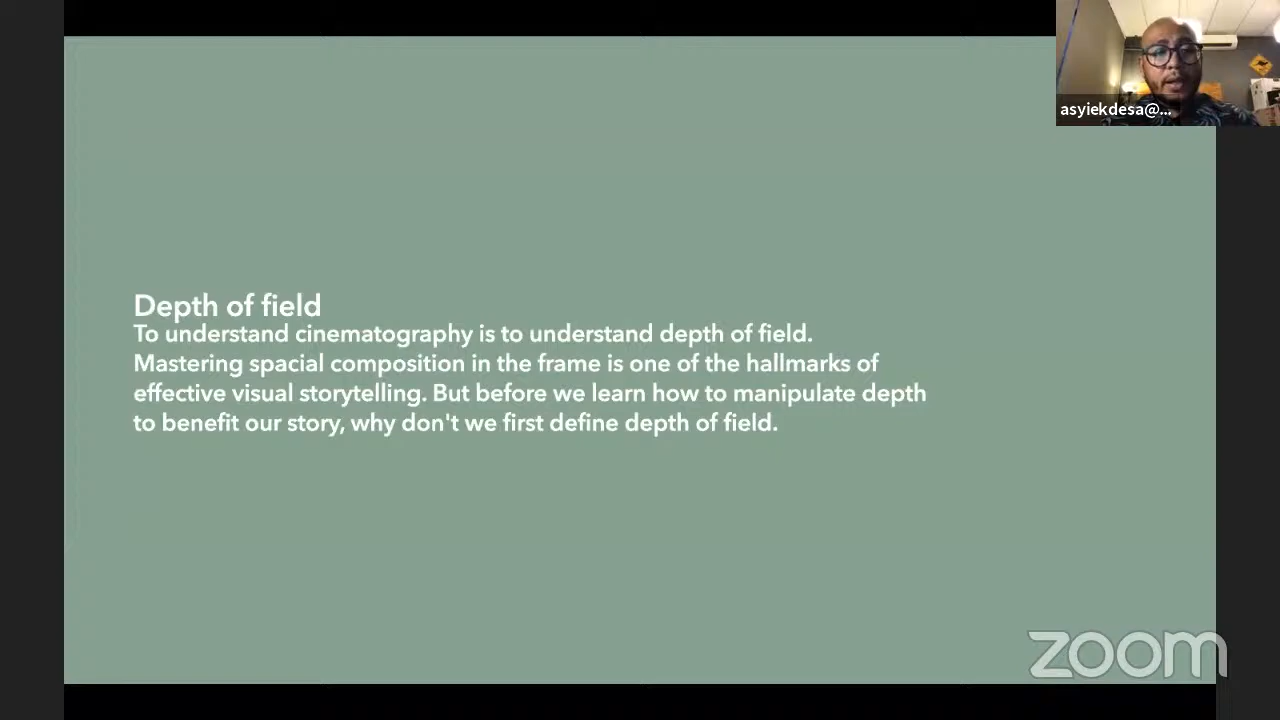 asyiekdesa@...
Depth of field
To understand cinematography is to understand depth of field.
Mastering spacial composition in the frame is one of the hallmarks of
effective visual storytelling. But before we learn how to manipulate depth
to benefit our story, why don't we first define depth of field.
zoom